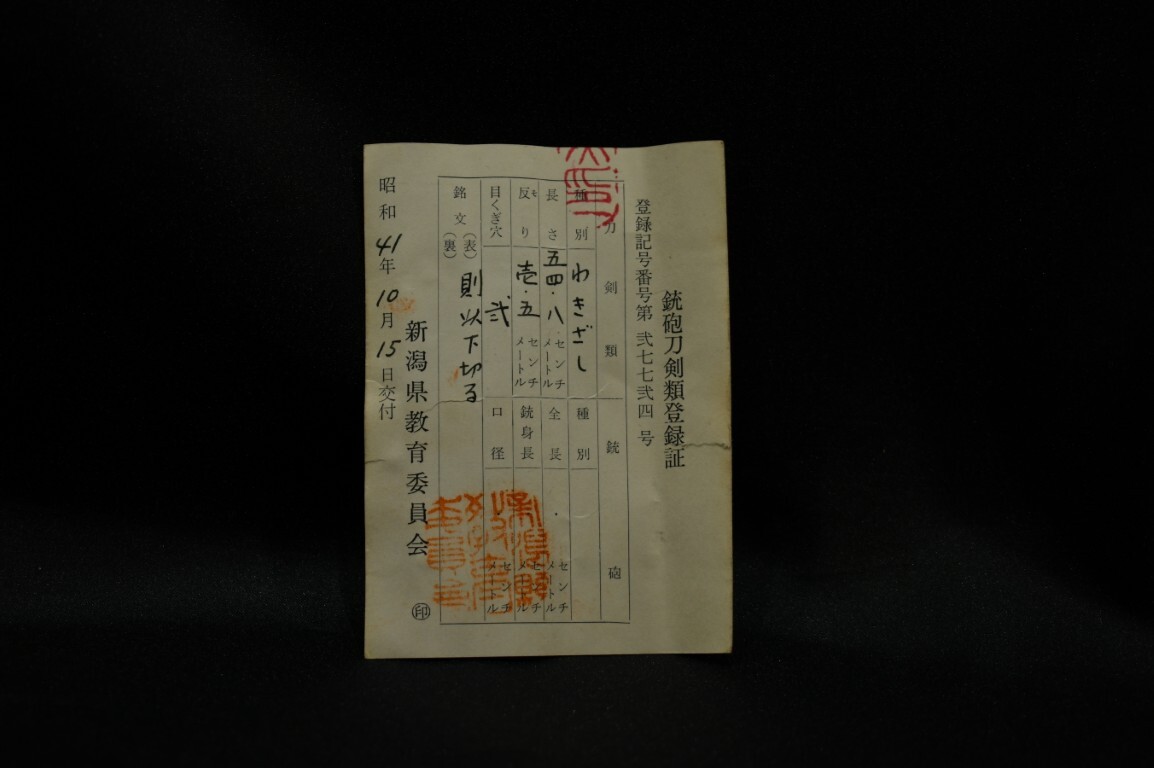 銃砲刀剣類登録証
登録記号番号第 弐七七弐四 号
刀剣類 銃砲
種別 わきざし 種別
長さ 五四・八 センチメートル 全長 ・ センチメートル
反り 壱・五 センチメートル 銃身長 センチメートル
目くぎ穴 弐 口径 ・ センチメートル
銘文 (表) 則以下切る
(裏)
新潟県教育委員会 ㊞
昭和 41年 10月 15日交付